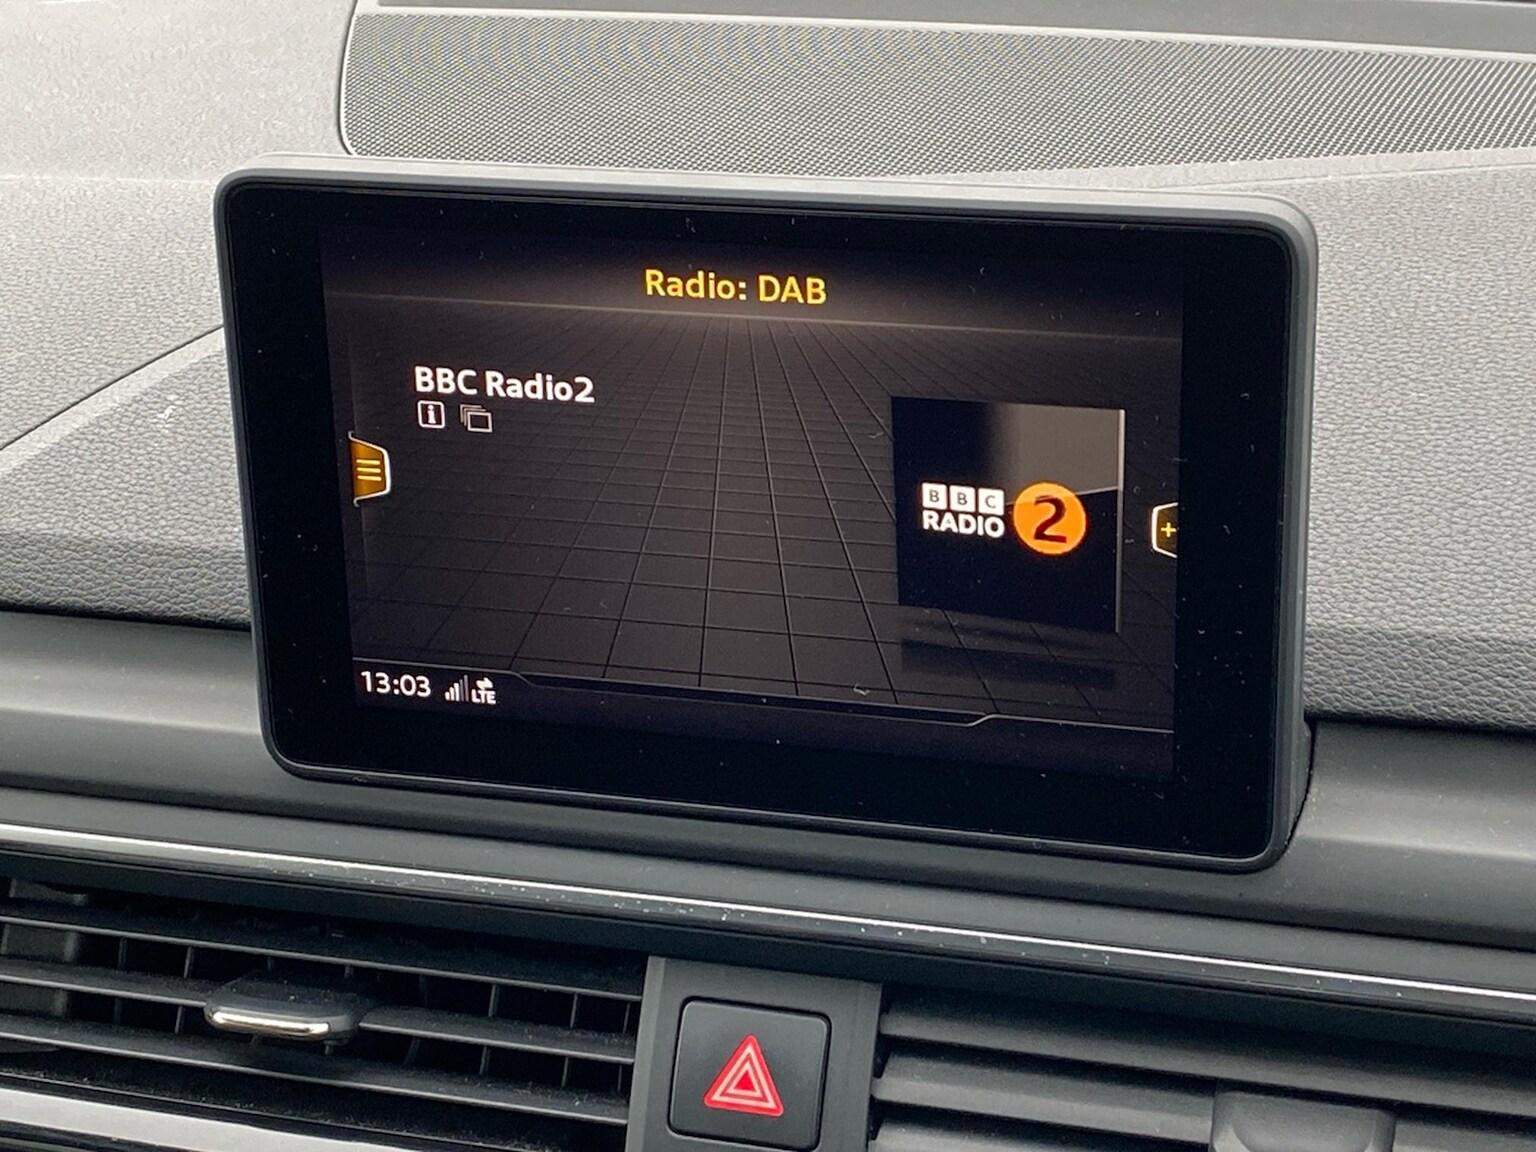 Radio: DAB
BBC Radio2
BBC
RADIO 2
13:03 LTE